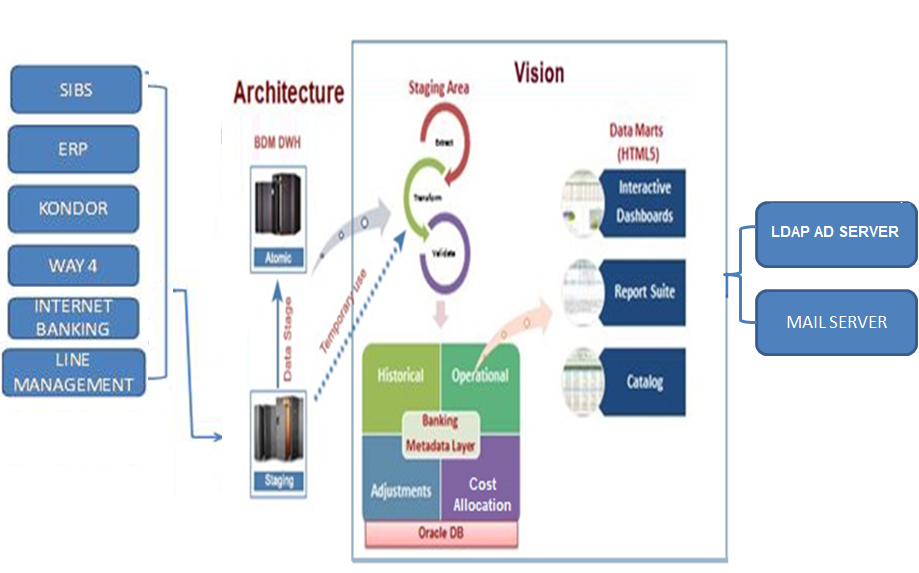 SIBS
ERP
KONDOR
WAY 4
INTERNET
BANKING
LINE
MANAGEMENT
Architecture
BDM DWH
Atomic
Data Stage
Temporary use
Staging
Vision
Staging Area
Extract
Transform
Validate
Historical
Operational
Banking
Metadata Layer
Adjustments
Cost
Allocation
Oracle DB
Data Marts
(HTML5)
Interactive
Dashboards
Report Suite
Catalog
LDAP AD SERVER
MAIL SERVER